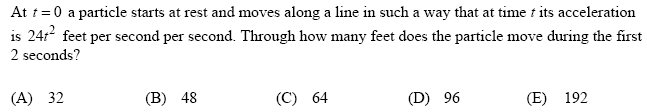 At t = 0 a particle starts at rest and moves along a line in such a way that at time t its acceleration
is 24t² feet per second per second. Through how many feet does the particle move during the first
2 seconds?
(A) 32 (B) 48 (C) 64 (D) 96 (E) 192